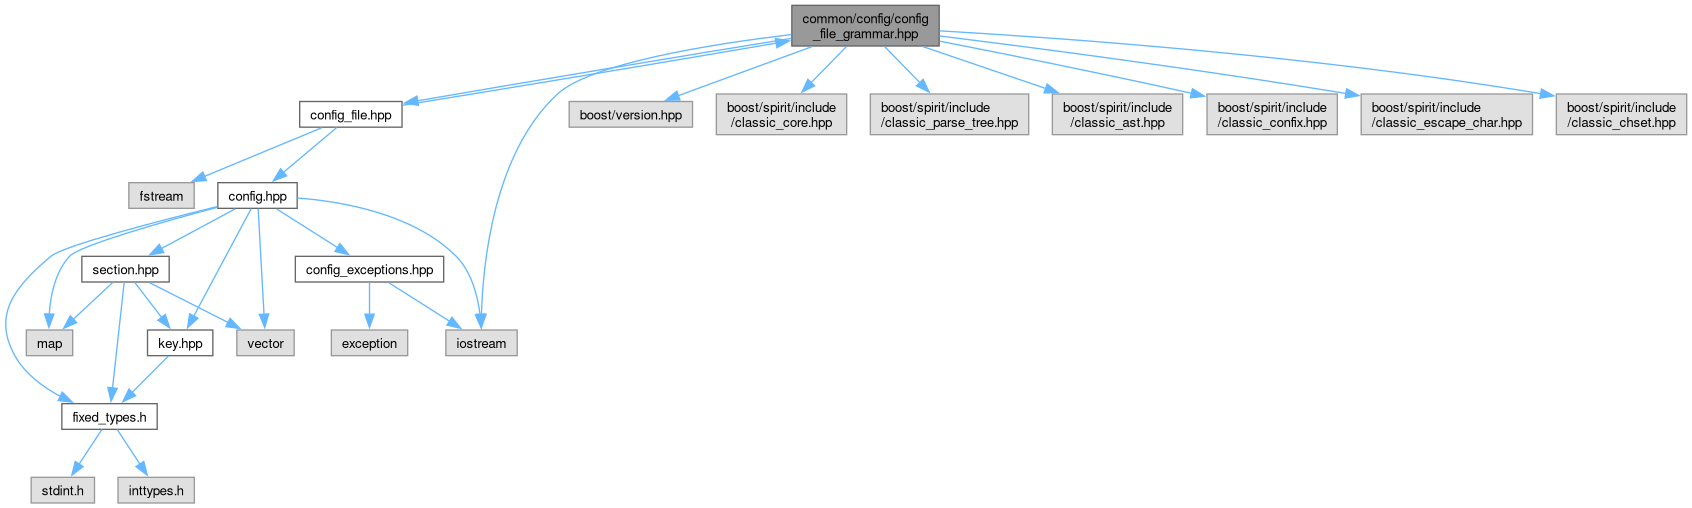 common/config/config
_file_grammar.hpp
config_file.hpp
boost/version.hpp
boost/spirit/include
/classic_core.hpp
boost/spirit/include
/classic_parse_tree.hpp
boost/spirit/include
/classic_ast.hpp
boost/spirit/include
/classic_confix.hpp
boost/spirit/include
/classic_escape_char.hpp
boost/spirit/include
/classic_chset.hpp
fstream
config.hpp
section.hpp
config_exceptions.hpp
map
key.hpp
vector
exception
iostream
fixed_types.h
stdint.h
inttypes.h